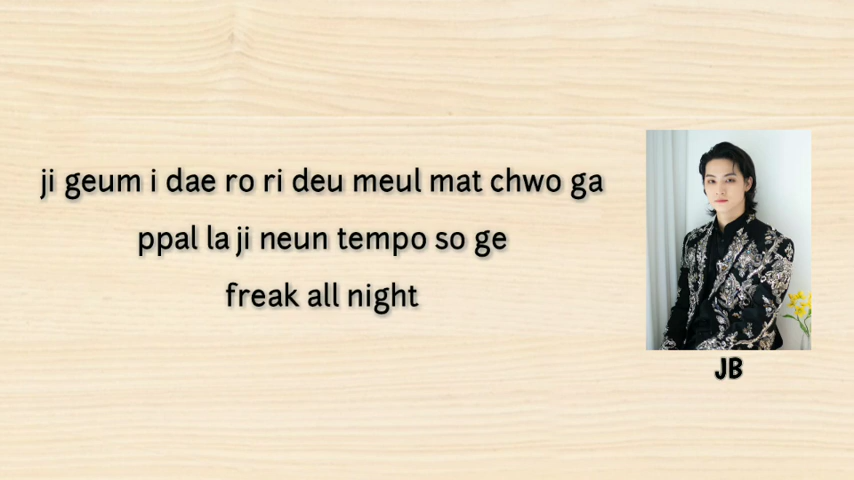 ji geum i dae ro ri deu meul mat chwo ga
ppal la ji neun tempo so ge
freak all night
JB